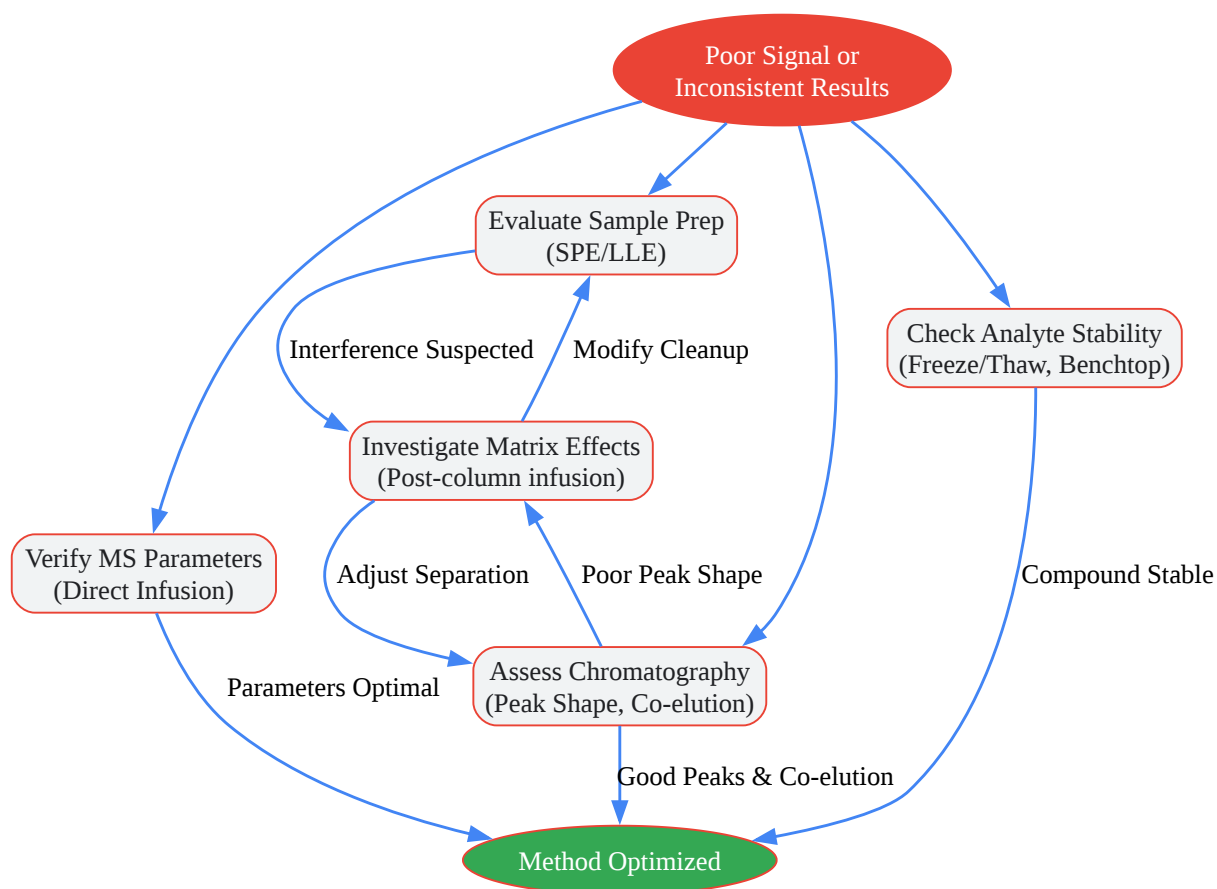 Poor Signal or
Inconsistent Results
Evaluate Sample Prep
(SPE/LLE)
Check Analyte Stability
(Freeze/Thaw, Benchtop)
Interference Suspected
Modify Cleanup
Investigate Matrix Effects
(Post-column infusion)
Verify MS Parameters
(Direct Infusion)
Adjust Separation
Poor Peak Shape
Compound Stable
Assess Chromatography
(Peak Shape, Co-elution)
Parameters Optimal
Good Peaks & Co-elution
Method Optimized